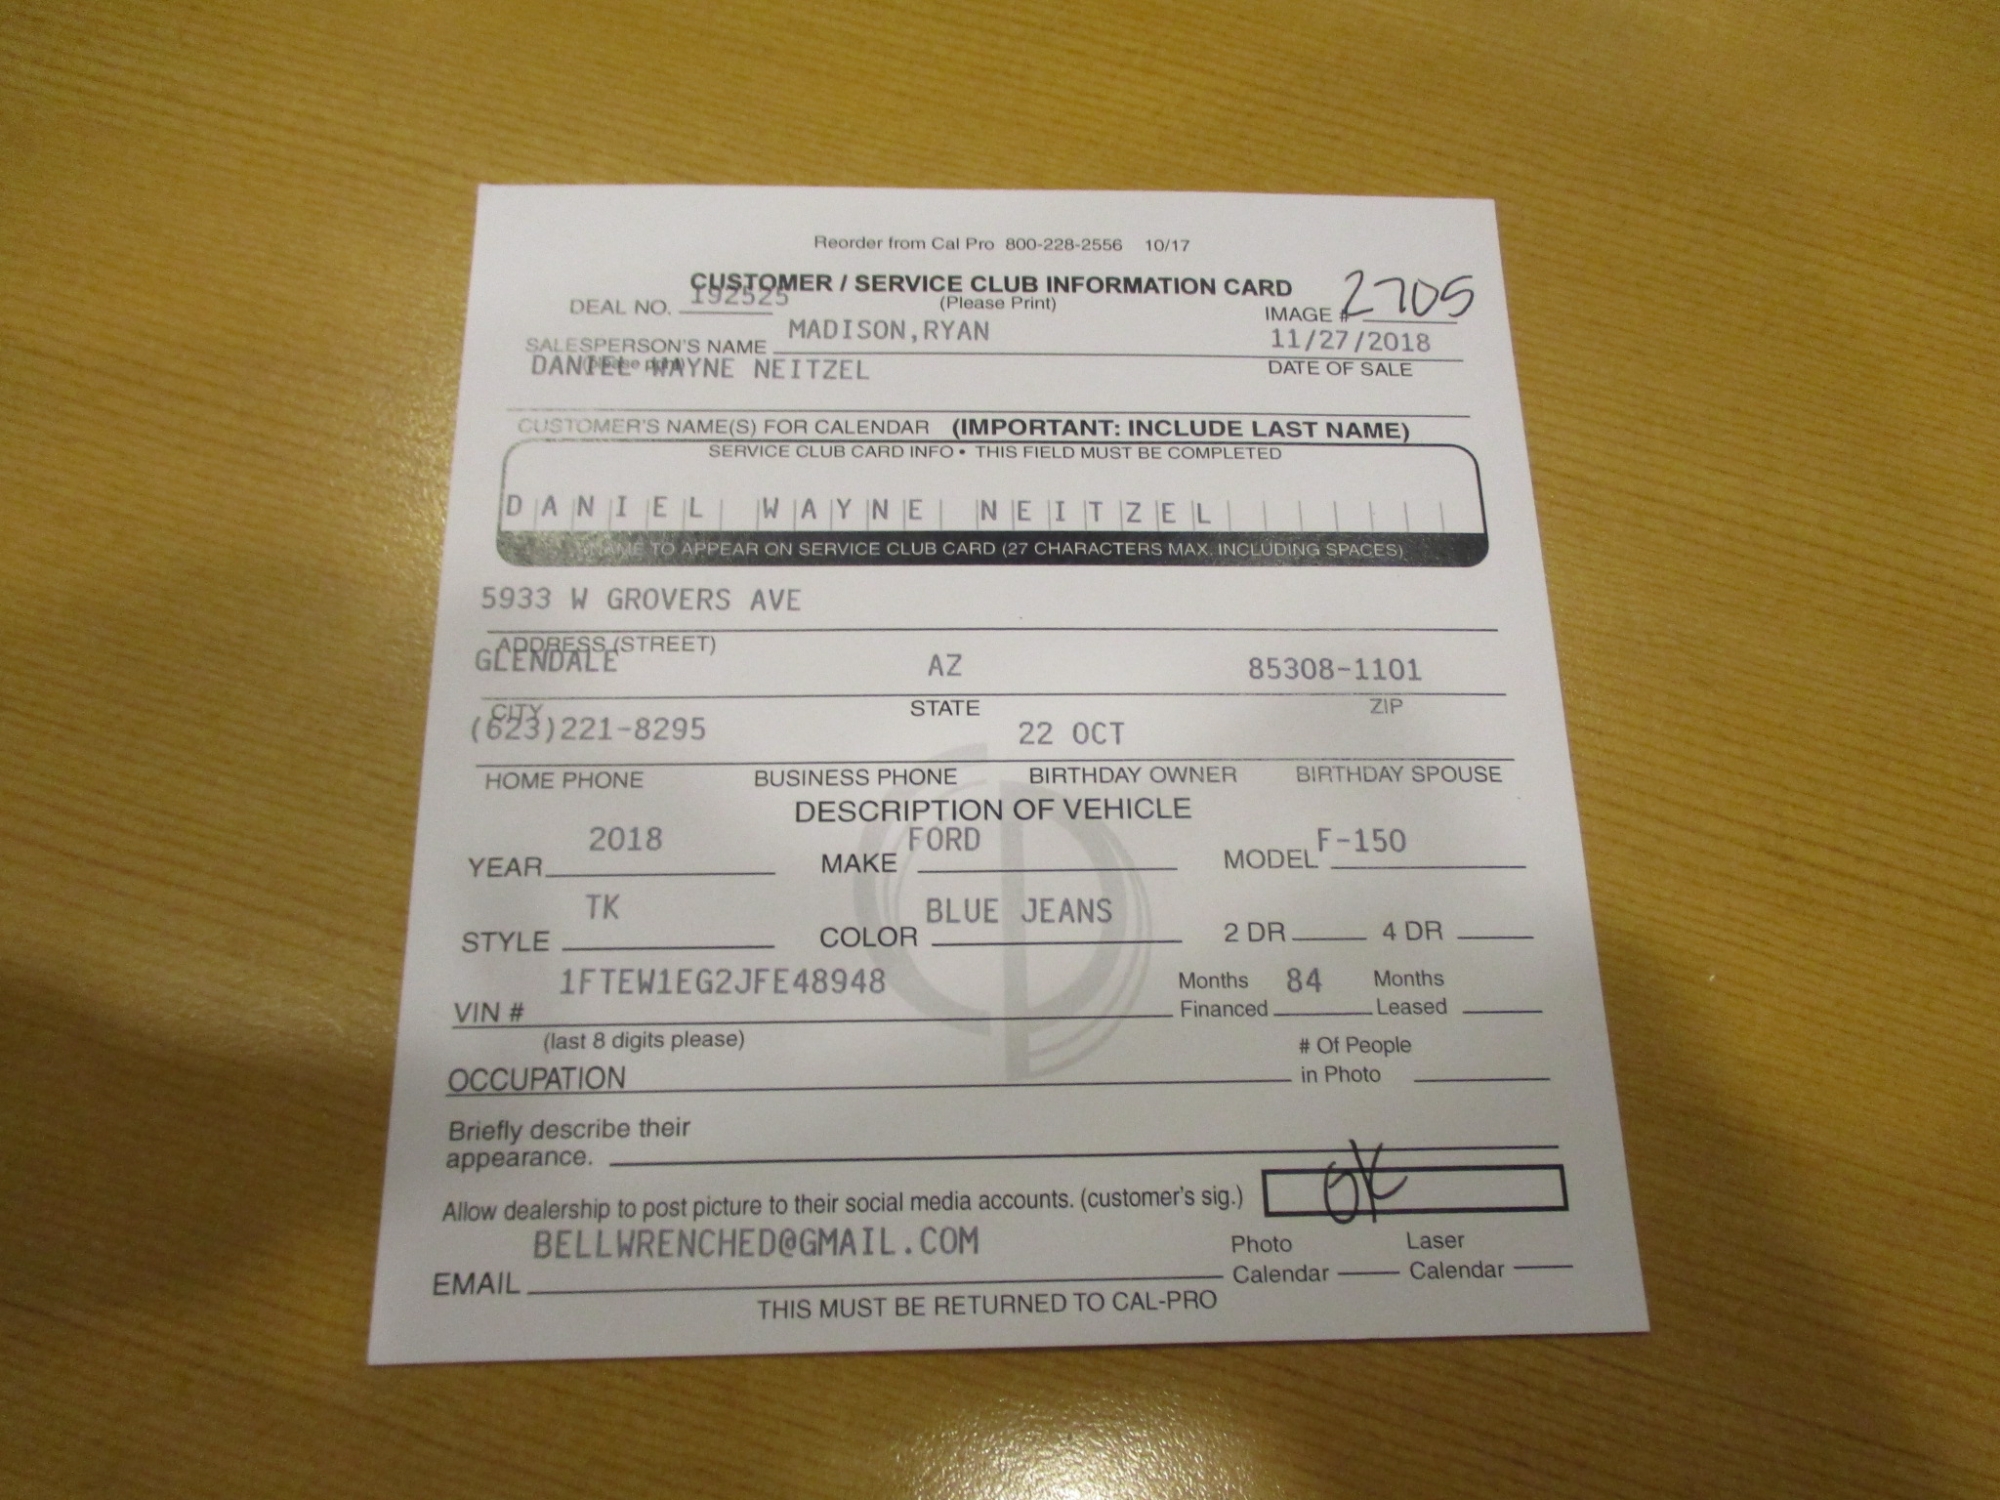 Reorder from Cal Pro 800-228-2556 10/17
CUSTOMER / SERVICE CLUB INFORMATION CARD
(Please Print)
DEAL NO. 192525
IMAGE # 2705
SALESPERSON'S NAME MADISON,RYAN
11/27/2018
(please print)
DATE OF SALE
DANIEL WAYNE NEITZEL
CUSTOMER'S NAME(S) FOR CALENDAR (IMPORTANT: INCLUDE LAST NAME)
SERVICE CLUB CARD INFO • THIS FIELD MUST BE COMPLETED
DANIEL WAYNE NEITZEL
NAME TO APPEAR ON SERVICE CLUB CARD (27 CHARACTERS MAX. INCLUDING SPACES)
5933 W GROVERS AVE
ADDRESS (STREET)
GLENDALE AZ 85308-1101
CITY STATE ZIP
(623)221-8295 22 OCT
HOME PHONE BUSINESS PHONE BIRTHDAY OWNER BIRTHDAY SPOUSE
DESCRIPTION OF VEHICLE
YEAR 2018 MAKE FORD MODEL F-150
STYLE TK COLOR BLUE JEANS 2 DR 4 DR
VIN # 1FTEW1EG2JFE48948 Months Financed 84 Months Leased
(last 8 digits please)
OCCUPATION # Of People in Photo
Briefly describe their
appearance.
Allow dealership to post picture to their social media accounts. (customer's sig.) OK
EMAIL BELLWRENCHED@GMAIL.COM Photo Calendar Laser Calendar
THIS MUST BE RETURNED TO CAL-PRO